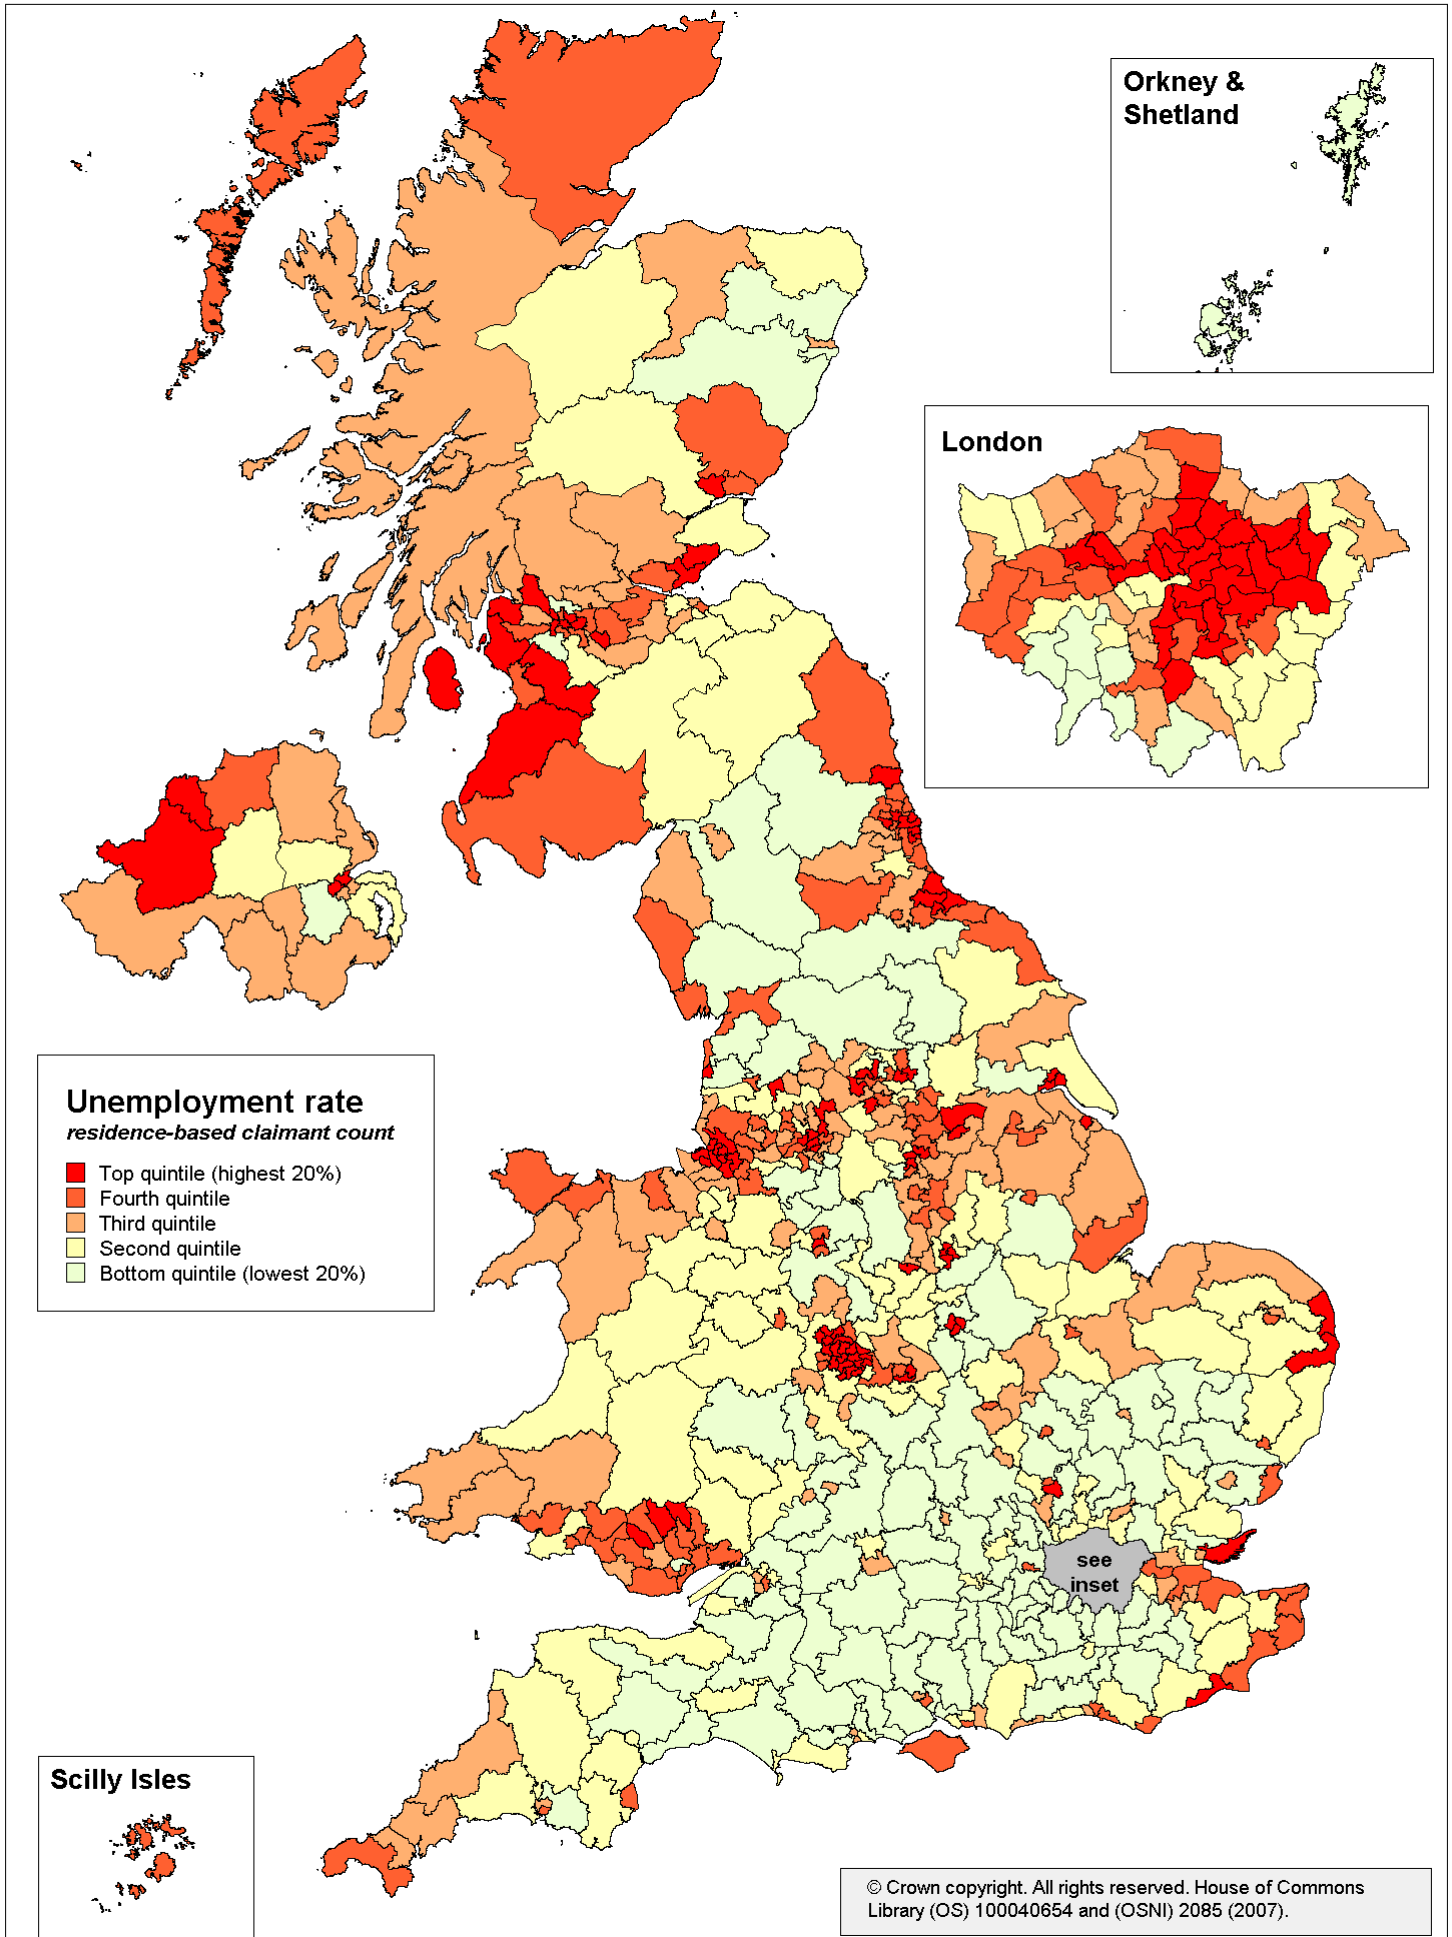 Orkney &
Shetland
London
Unemployment rate
residence-based claimant count
Top quintile (highest 20%)
Fourth quintile
Third quintile
Second quintile
Bottom quintile (lowest 20%)
see
inset
Scilly Isles
© Crown copyright. All rights reserved. House of Commons
Library (OS) 100040654 and (OSNI) 2085 (2007).